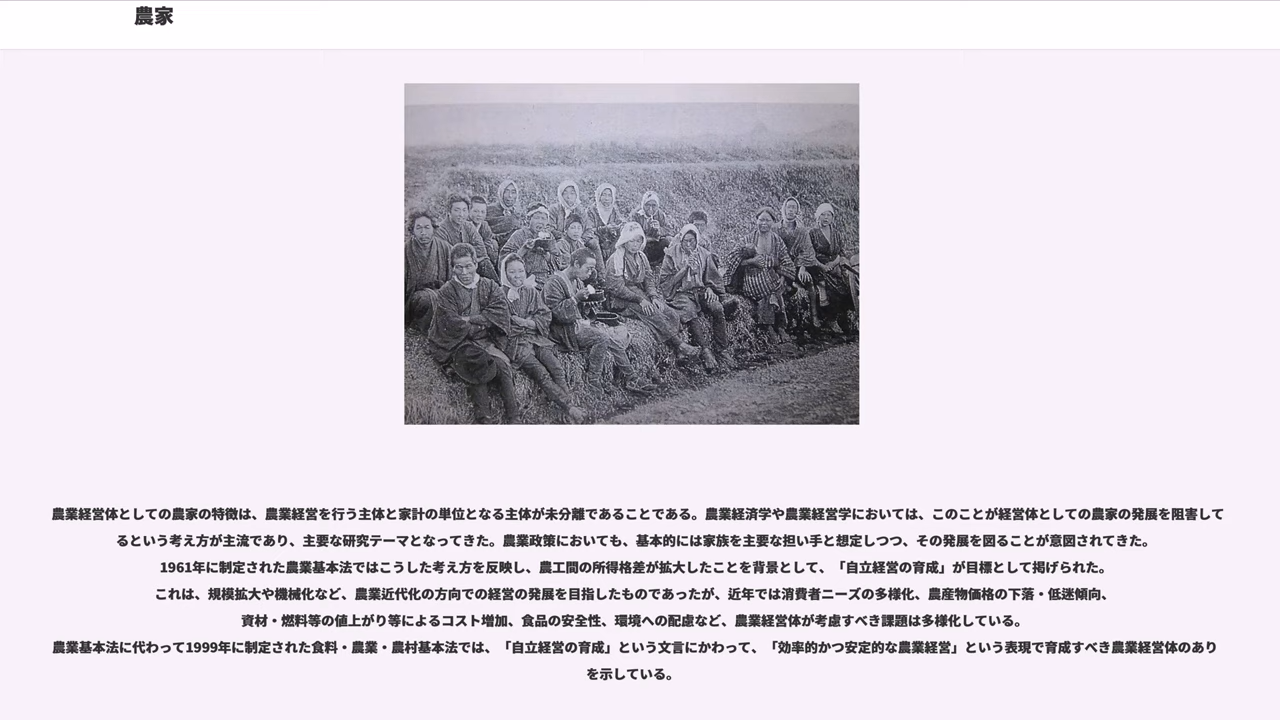 農家
農業経営体としての農家の特徴は、農業経営を行う主体と家計の単位となる主体が未分離であることである。農業経済学や農業経営学においては、このことが経営体としての農家の発展を阻害して
るという考え方が主流であり、主要な研究テーマとなってきた。農業政策においても、基本的には家族を主要な担い手と想定しつつ、その発展を図ることが意図されてきた。
1961年に制定された農業基本法ではこうした考え方を反映し、農工間の所得格差が拡大したことを背景として、「自立経営の育成」が目標として掲げられた。
これは、規模拡大や機械化など、農業近代化の方向での経営の発展を目指したものであったが、近年では消費者ニーズの多様化、農産物価格の下落・低迷傾向、
資材・燃料等の値上がり等によるコスト増加、食品の安全性、環境への配慮など、農業経営体が考慮すべき課題は多様化している。
農業基本法に代わって1999年に制定された食料・農業・農村基本法では、「自立経営の育成」という文言にかわって、「効率的かつ安定的な農業経営」という表現で育成すべき農業経営体のあり
を示している。